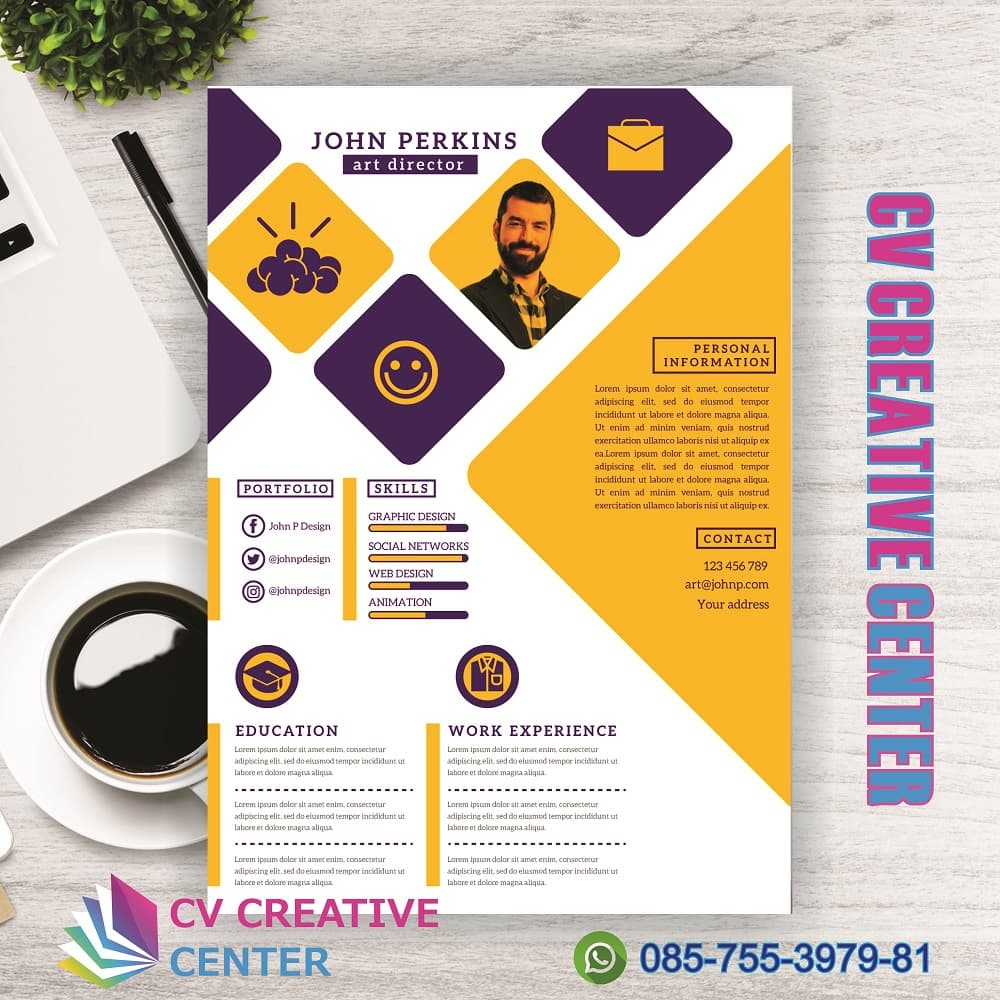 JOHN PERKINS
art director
PERSONAL
INFORMATION
Lorem ipsum dolor sit amet, consectetur
adipiscing elit, sed do eiusmod tempor
incididunt ut labore et dolore magna aliqua.
Ut enim ad minim veniam, quis nostrud
exercitation ullamco laboris nisi ut aliquip ex
ea.Lorem ipsum dolor sit amet, consectetur
adipiscing elit, sed do eiusmod tempor
incididunt ut labore et dolore magna aliqua.
Ut enim ad minim veniam, quis nostrud
exercitation ullamco laboris nisi ut aliquip ex.
CONTACT
123 456 789
art@johnp.com
Your address
PORTFOLIO
John P Design
@johnpdesign
@johnpdesign
SKILLS
GRAPHIC DESIGN
SOCIAL NETWORKS
WEB DESIGN
ANIMATION
EDUCATION
Lorem ipsum dolor sit amet enim, consectetur
adipiscing elit, sed do eiusmod tempor incididunt ut
labore et dolore magna aliqua.
Lorem ipsum dolor sit amet enim, consectetur
adipiscing elit, sed do eiusmod tempor incididunt ut
labore et dolore magna aliqua.
Lorem ipsum dolor sit amet enim, consectetur
adipiscing elit, sed do eiusmod tempor incididunt ut
labore et dolore magna aliqua.
WORK EXPERIENCE
Lorem ipsum dolor sit amet enim, consectetur
adipiscing elit, sed do eiusmod tempor incididunt ut
labore et dolore magna aliqua.
Lorem ipsum dolor sit amet enim, consectetur
adipiscing elit, sed do eiusmod tempor incididunt ut
labore et dolore magna aliqua.
Lorem ipsum dolor sit amet enim, consectetur
adipiscing elit, sed do eiusmod tempor incididunt ut
labore et dolore magna aliqua.
CV CREATIVE CENTER
CV CREATIVE
CENTER
085-755-3979-81